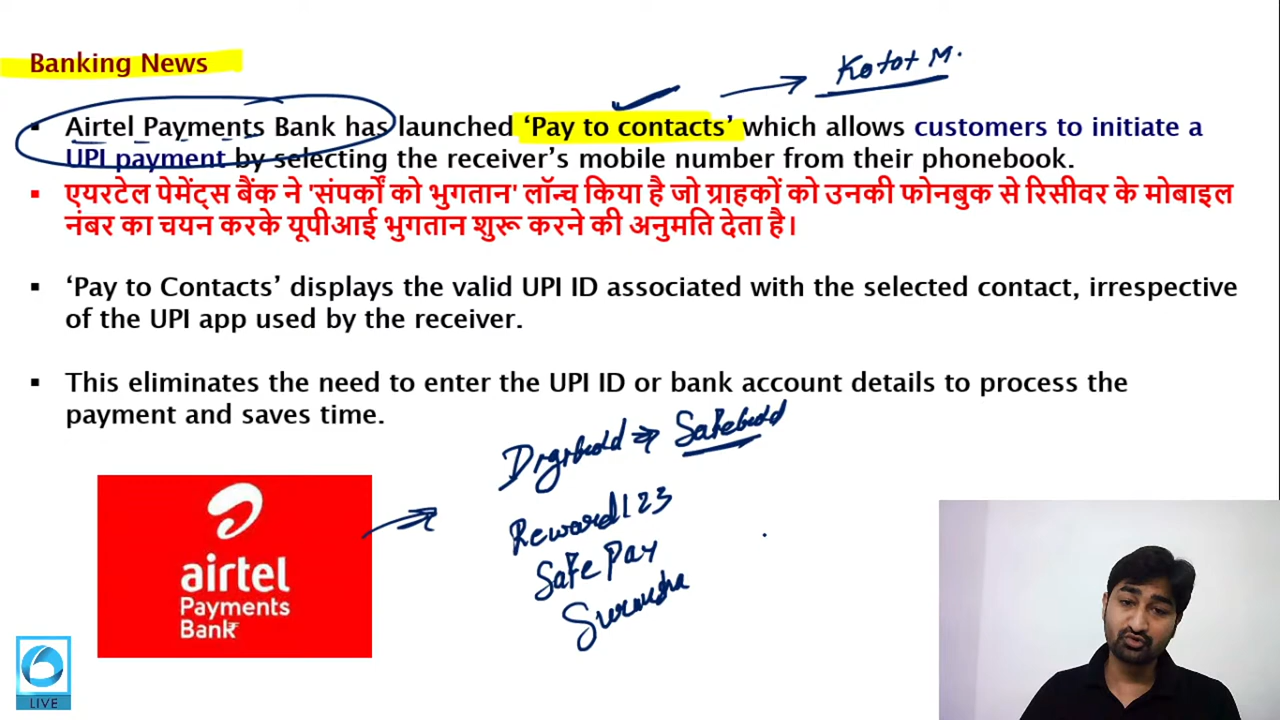 Banking News
Kotak M.
▪ Airtel Payments Bank has launched ‘Pay to contacts’ which allows customers to initiate a
UPI payment by selecting the receiver’s mobile number from their phonebook.
▪ एयरटेल पेमेंट्स बैंक ने 'संपर्कों को भुगतान' लॉन्च किया है जो ग्राहकों को उनकी फोनबुक से रिसीवर के मोबाइल
नंबर का चयन करके यूपीआई भुगतान शुरू करने की अनुमति देता है।
▪ ‘Pay to Contacts’ displays the valid UPI ID associated with the selected contact, irrespective
of the UPI app used by the receiver.
▪ This eliminates the need to enter the UPI ID or bank account details to process the
payment and saves time.
Reward123
Safe Pay
airtel
Payments
Bank
LIVE